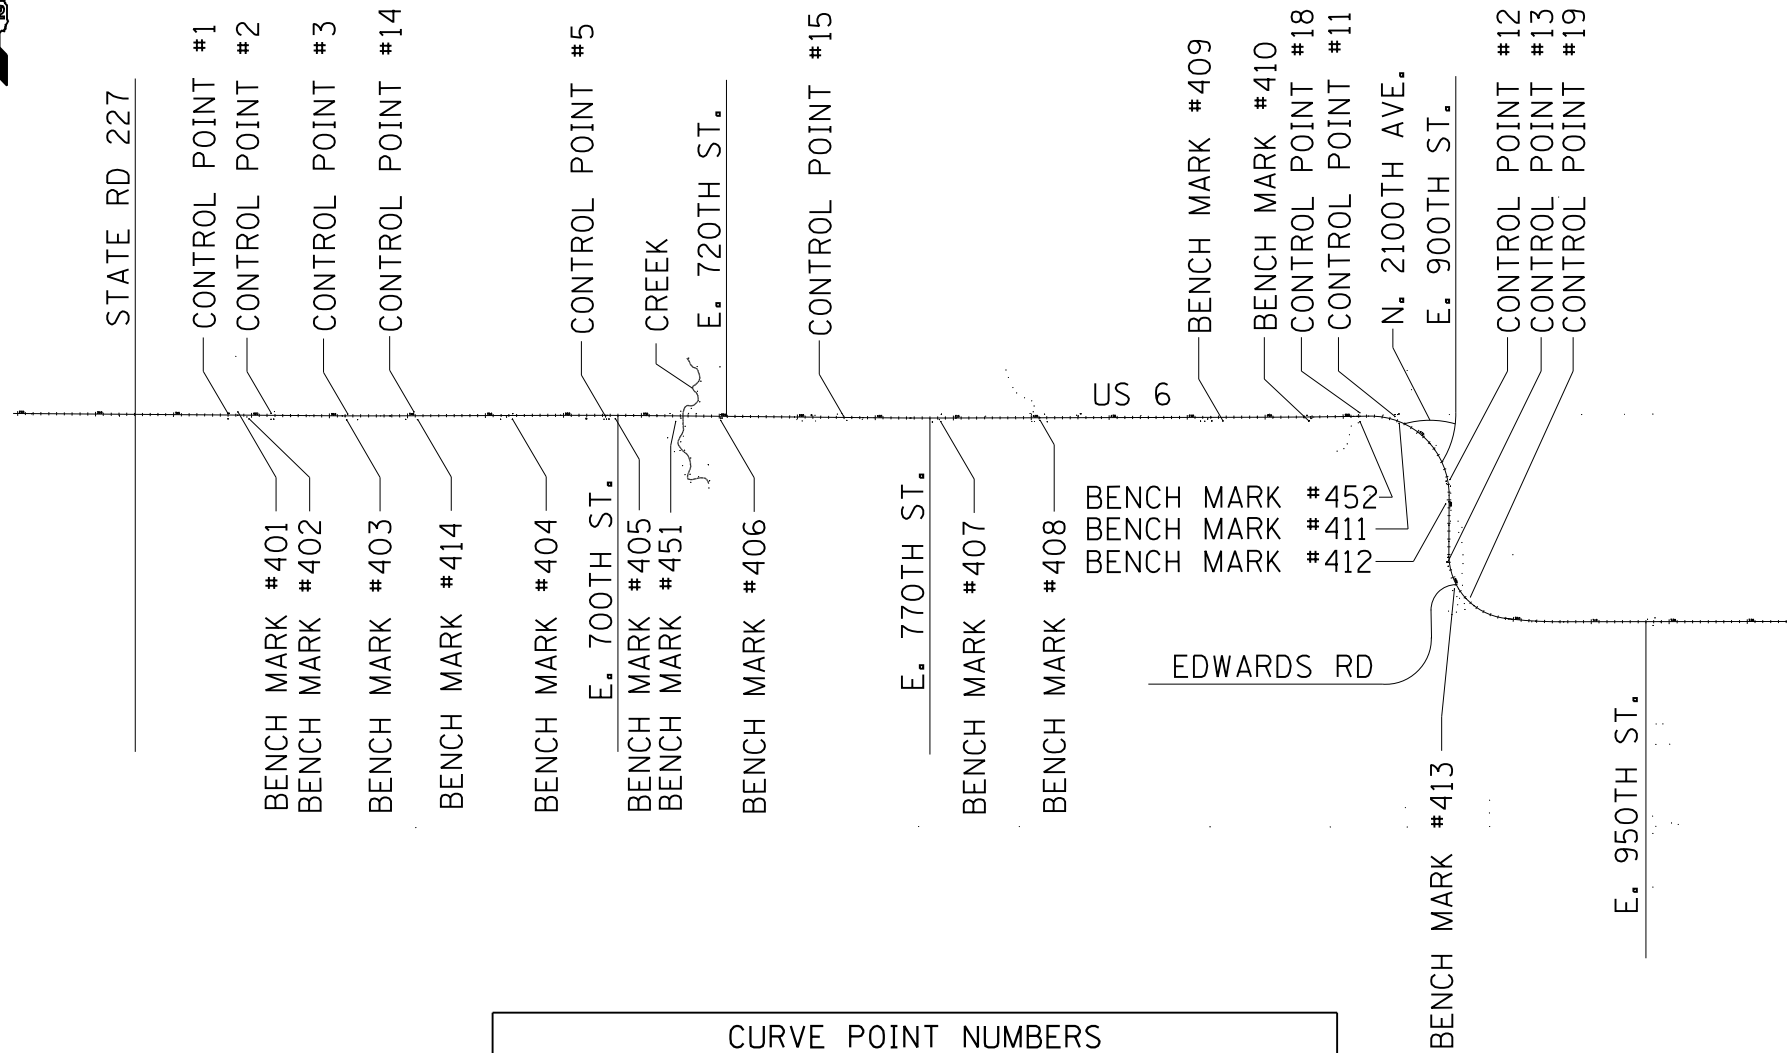 STATE RD 227
CONTROL POINT #1
CONTROL POINT #2
CONTROL POINT #3
CONTROL POINT #14
CONTROL POINT #5
CREEK
E. 720TH ST.
CONTROL POINT #15
BENCH MARK #409
BENCH MARK #410
CONTROL POINT #18
CONTROL POINT #11
N. 2100TH AVE.
E. 900TH ST.
CONTROL POINT #12
CONTROL POINT #13
CONTROL POINT #19
US 6
BENCH MARK #401
BENCH MARK #402
BENCH MARK #403
BENCH MARK #414
BENCH MARK #404
E. 700TH ST.
BENCH MARK #405
BENCH MARK #451
BENCH MARK #406
E. 770TH ST.
BENCH MARK #407
BENCH MARK #408
BENCH MARK #452
BENCH MARK #411
BENCH MARK #412
EDWARDS RD
BENCH MARK #413
E. 950TH ST.
CURVE POINT NUMBERS